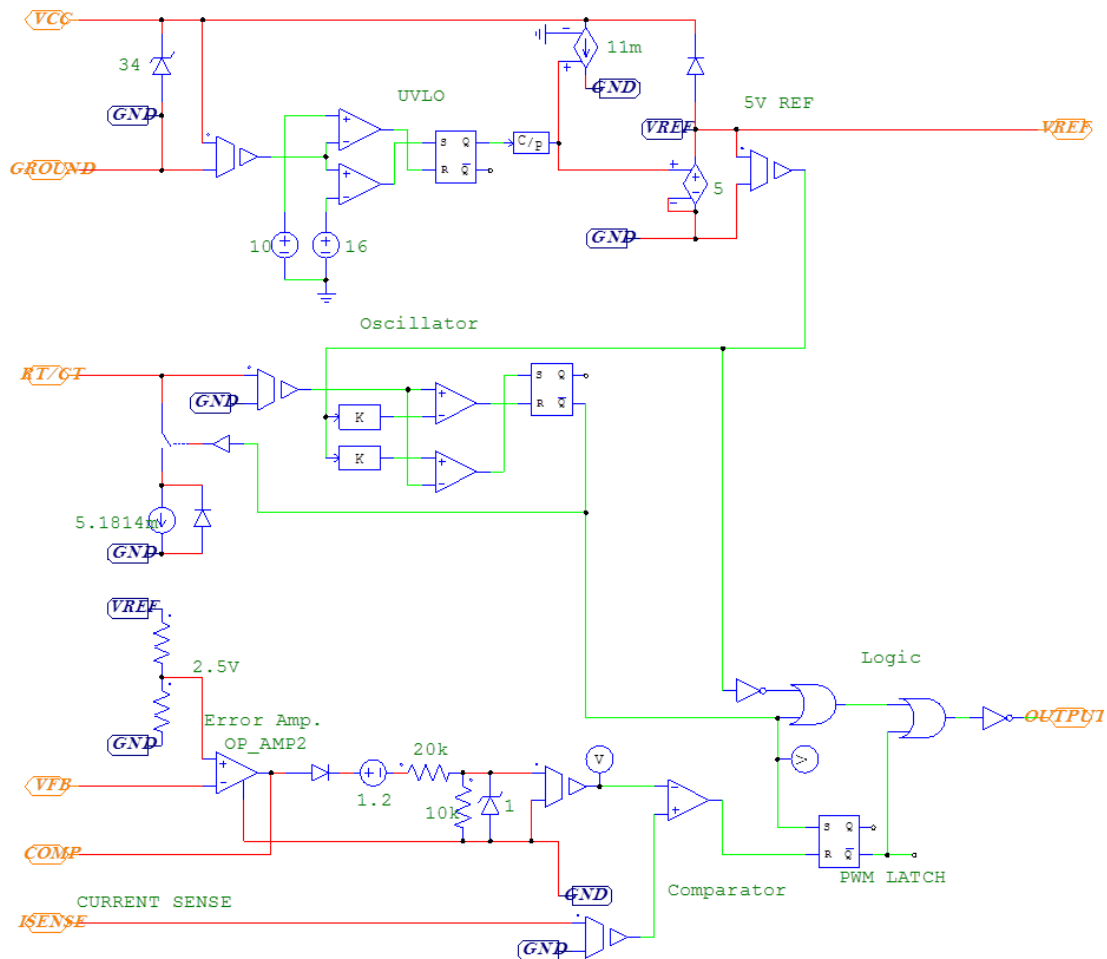 VCC
34
11m
GND
UVLO
GND
5V REF
VREF
VREF
S Q
R Q
C/p
GROUND
5
10
16
GND
Oscillator
RT/CT
GND
S Q
R Q
K
K
5.1814m
GND
VREF
2.5V
Logic
GND
Error Amp.
OP_AMP2
OUTPUT
20k
V
V
VFB
1.2
10k
1
S Q
R Q
COMP
PWM LATCH
GND
Comparator
CURRENT SENSE
ISENSE
GND